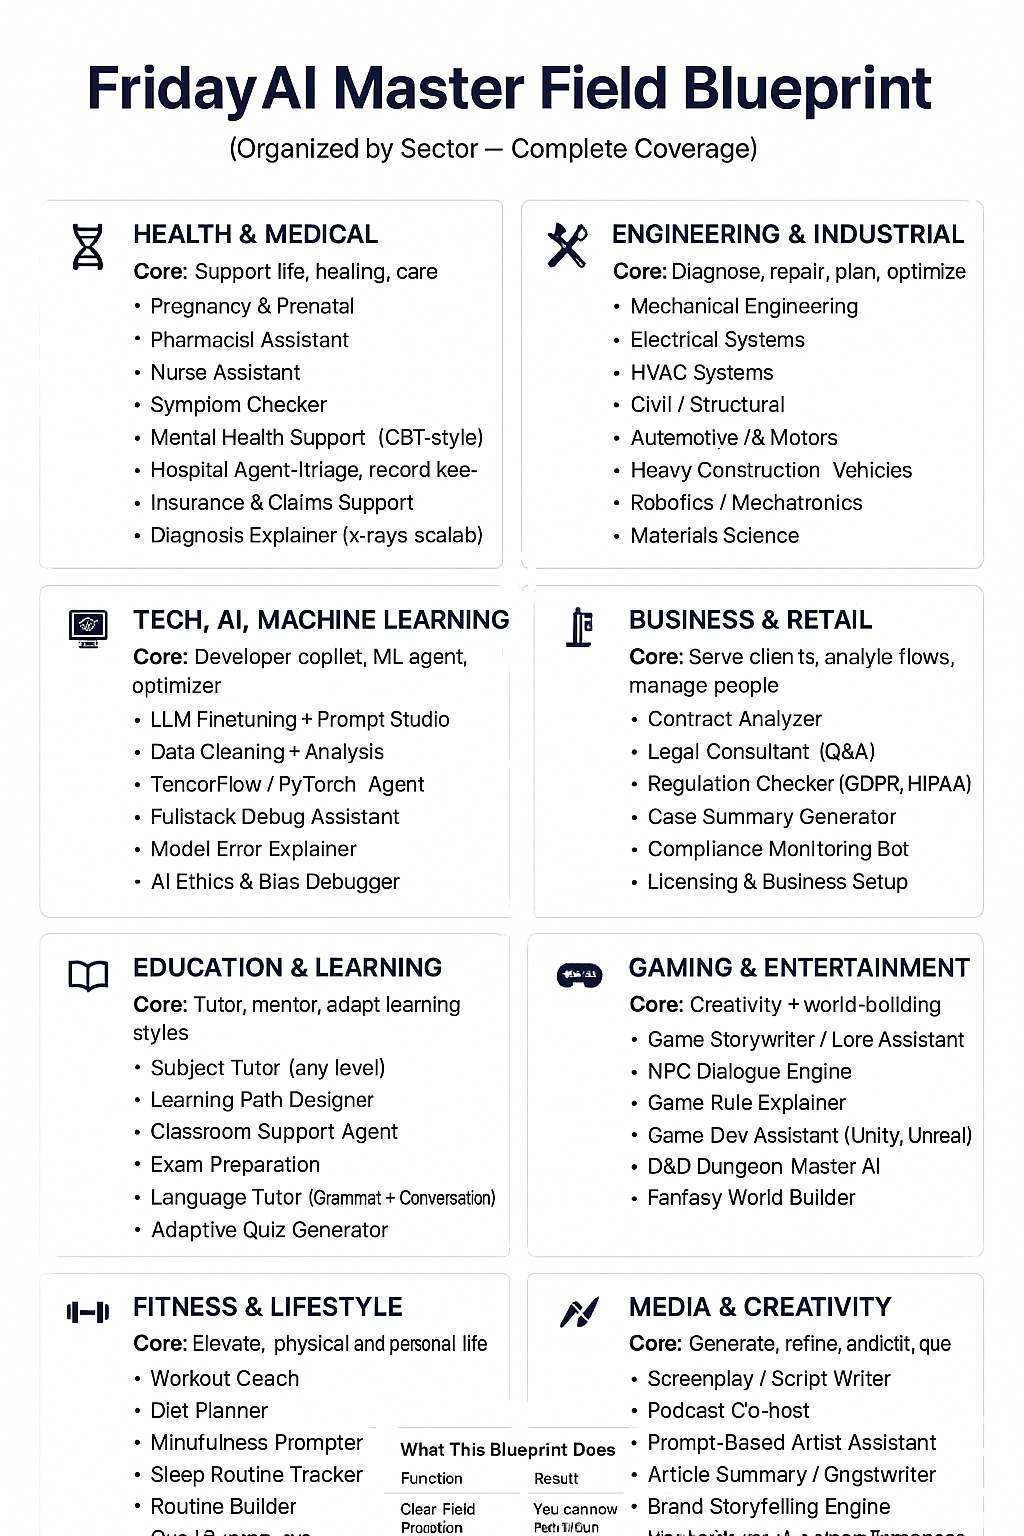 FridayAI Master Field Blueprint
(Organized by Sector — Complete Coverage)
HEALTH & MEDICAL
Core: Support life, healing, care
• Pregnancy & Prenatal
• Pharmacisl Assistant
• Nurse Assistant
• Sympiom Checker
• Mental Health Support (CBT-style)
• Hospital Agent-Itriage, record kee-
• Insurance & Claims Support
• Diagnosis Explainer (x-rays scalab)
ENGINEERING & INDUSTRIAL
Core: Diagnose, repair, plan, optimize
• Mechanical Engineering
• Electrical Systems
• HVAC Systems
• Civil / Structural
• Autemotive /& Motors
• Heavy Construction Vehicies
• Robofics / Mechatronics
• Materials Science
TECH, AI, MACHINE LEARNING
Core: Developer copllet, ML agent,
optimizer
• LLM Finetuning + Prompt Studio
• Data Cleaning + Analysis
• TencorFlow / PyTorch Agent
• Fulistack Debug Assistant
• Model Error Explainer
• AI Ethics & Bias Debugger
BUSINESS & RETAIL
Core: Serve clien ts, analyle flows,
manage people
• Contract Analyzer
• Legal Consultant (Q&A)
• Regulation Checker (GDPR, HIPAA)
• Case Summary Generator
• Compliance Monltoring Bot
• Licensing & Business Setup
EDUCATION & LEARNING
Core: Tutor, mentor, adapt learning
styles
• Subject Tutor (any level)
• Learning Path Designer
• Classroom Support Agent
• Exam Preparation
• Language Tutor (Grammat + Conversation)
• Adaptive Quiz Generator
GAMING & ENTERTAINMENT
Core: Creativity + world-bollding
• Game Storywriter / Lore Assistant
• NPC Dialogue Engine
• Game Rule Explainer
• Game Dev Assistant (Unity, Unreal)
• D&D Dungeon Master AI
• Fanfasy World Builder
FITNESS & LIFESTYLE
Core: Elevate, physical and personal life
• Workout Ceach
• Diet Planner
• Minufulness Prompter
• Sleep Routine Tracker
• Routine Builder
MEDIA & CREATIVITY
Core: Generate, refine, andictit, que
• Screenplay / Script Writer
• Podcast C'o-host
• Prompt-Based Artist Assistant
• Article Summary / Gngstwriter
• Brand Storyfelling Engine
What This Blueprint Does
Function Resutt
Clear Field Yeu cannow
Proootion